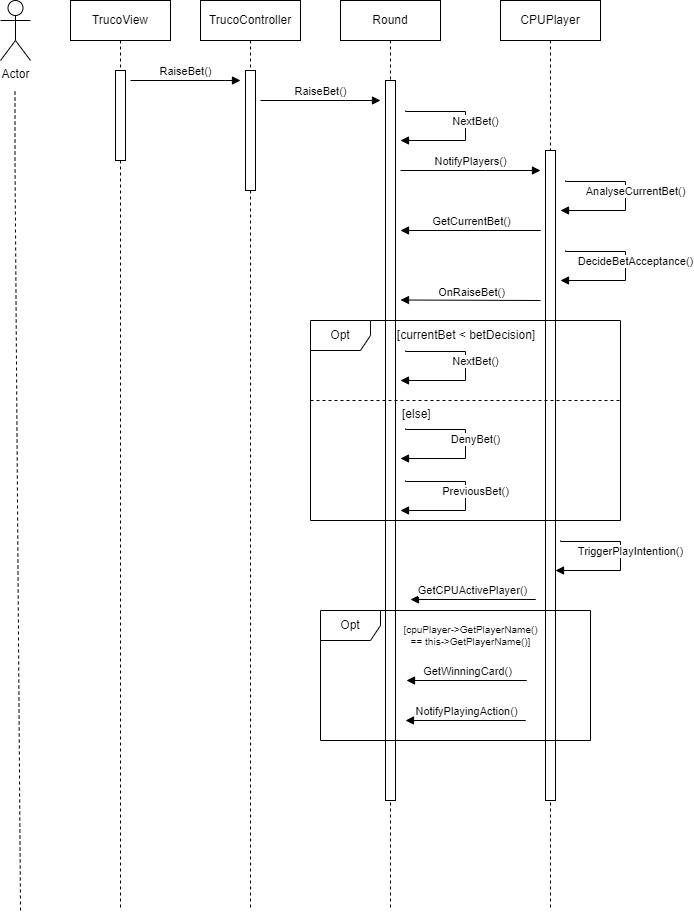 TrucoView
TrucoController
Round
CPUPlayer
Actor
RaiseBet()
RaiseBet()
NextBet()
NotifyPlayers()
AnalyseCurrentBet()
GetCurrentBet()
DecideBetAcceptance()
OnRaiseBet()
Opt
[currentBet < betDecision]
NextBet()
[else]
DenyBet()
PreviousBet()
TriggerPlayIntention()
GetCPUActivePlayer()
Opt
[cpuPlayer->GetPlayerName()
== this->GetPlayerName()]
GetWinningCard()
NotifyPlayingAction()